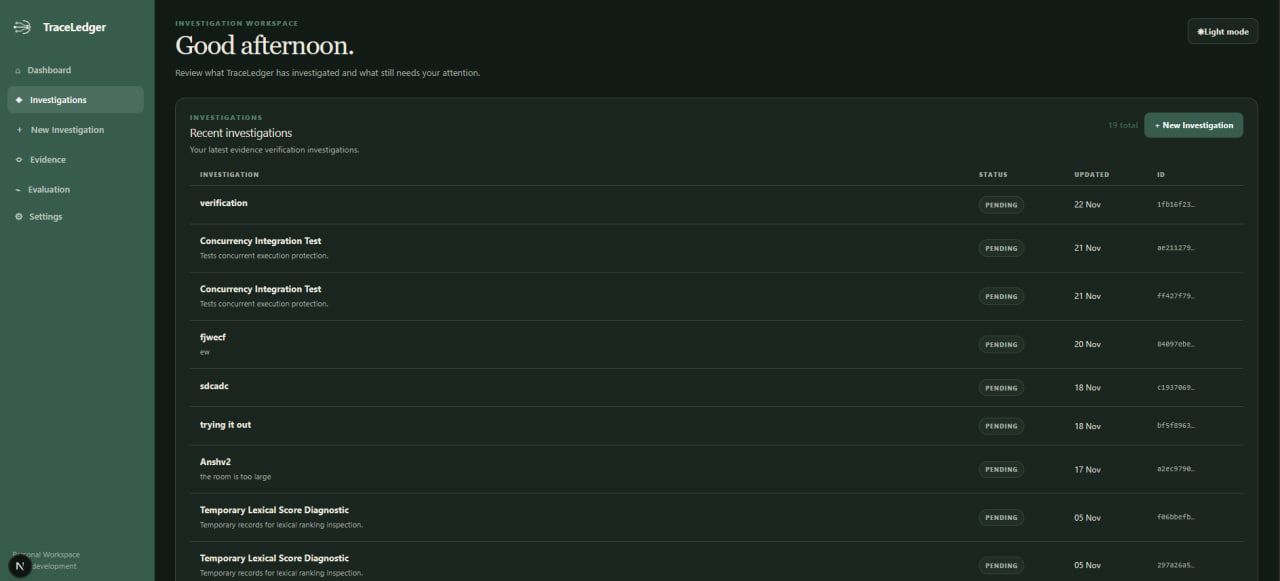 TraceLedger
Dashboard
Investigations
+ New Investigation
Evidence
Evaluation
Settings
Personal Workspace
N
development
INVESTIGATION WORKSPACE
Good afternoon.
Review what TraceLedger has investigated and what still needs your attention.
Light mode
INVESTIGATIONS
Recent investigations
Your latest evidence verification investigations.
19 total
+ New Investigation
INVESTIGATION STATUS UPDATED ID
verification PENDING 22 Nov 1fb16f23…
Concurrency Integration Test PENDING 21 Nov ae211279…
Tests concurrent execution protection.
Concurrency Integration Test PENDING 21 Nov ff427f79…
Tests concurrent execution protection.
fjwecf PENDING 20 Nov 84097ebe…
ew
sdcadc PENDING 18 Nov c1937069…
trying it out PENDING 18 Nov bf5f8963…
Anshv2 PENDING 17 Nov a2ec9790…
the room is too large
Temporary Lexical Score Diagnostic PENDING 05 Nov f06bbefb…
Temporary records for lexical ranking inspection.
Temporary Lexical Score Diagnostic PENDING 05 Nov 297a26a5…
Temporary records for lexical ranking inspection.